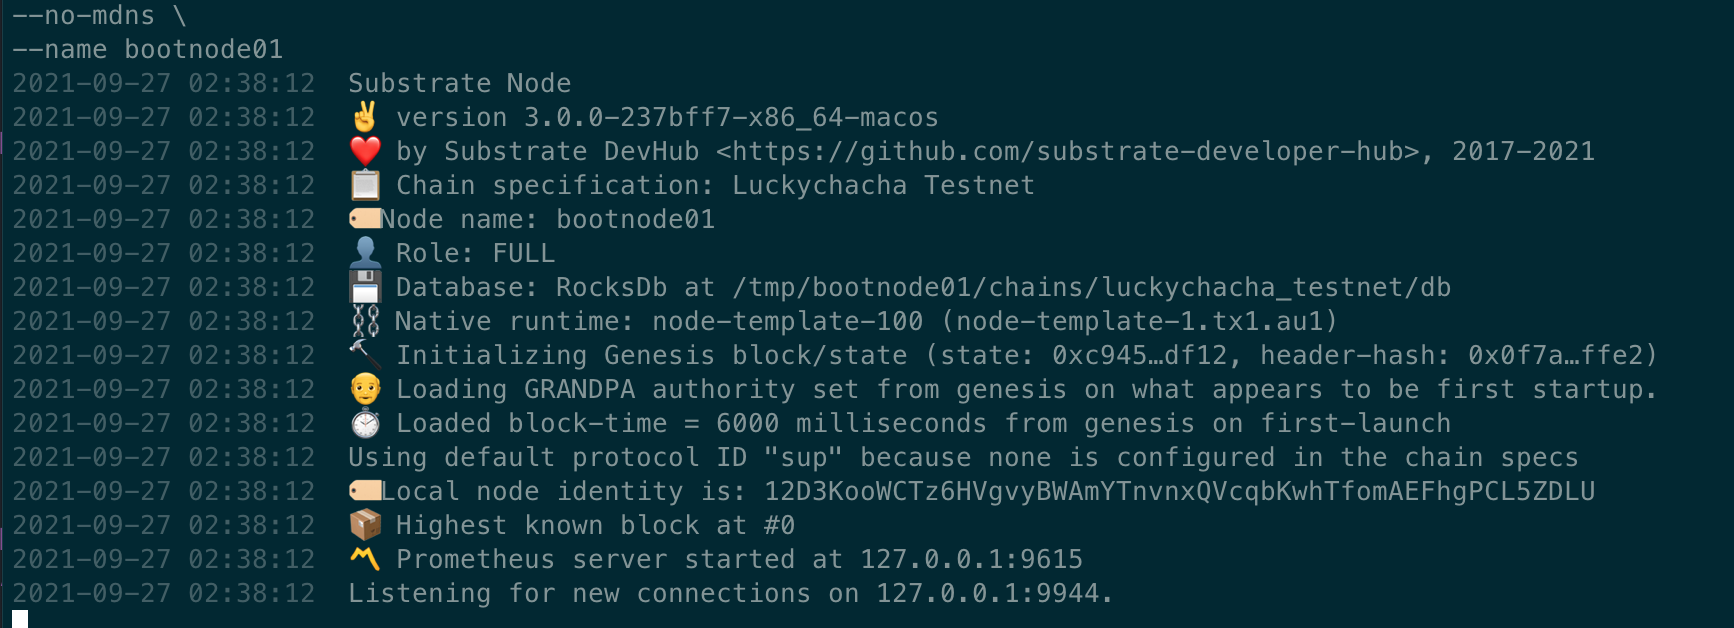 --no-mdns \
--name bootnode01
2021-09-27 02:38:12 Substrate Node
2021-09-27 02:38:12 ✌️ version 3.0.0-237bff7-x86_64-macos
2021-09-27 02:38:12 ❤️ by Substrate DevHub <https://github.com/substrate-developer-hub>, 2017-2021
2021-09-27 02:38:12 📋 Chain specification: Luckychacha Testnet
2021-09-27 02:38:12 🏷 Node name: bootnode01
2021-09-27 02:38:12 👤 Role: FULL
2021-09-27 02:38:12 💾 Database: RocksDb at /tmp/bootnode01/chains/luckychacha_testnet/db
2021-09-27 02:38:12 ⛓ Native runtime: node-template-100 (node-template-1.tx1.au1)
2021-09-27 02:38:12 🔨 Initializing Genesis block/state (state: 0xc945…df12, header-hash: 0x0f7a…ffe2)
2021-09-27 02:38:12 👴 Loading GRANDPA authority set from genesis on what appears to be first startup.
2021-09-27 02:38:12 ⏱ Loaded block-time = 6000 milliseconds from genesis on first-launch
2021-09-27 02:38:12 Using default protocol ID "sup" because none is configured in the chain specs
2021-09-27 02:38:12 🏷 Local node identity is: 12D3KooWCTz6HVgvyBWAmYTnvnxQVcqbKwhTfomAEFhgPCL5ZDLU
2021-09-27 02:38:12 📦 Highest known block at #0
2021-09-27 02:38:12 〽️ Prometheus server started at 127.0.0.1:9615
2021-09-27 02:38:12 Listening for new connections on 127.0.0.1:9944.